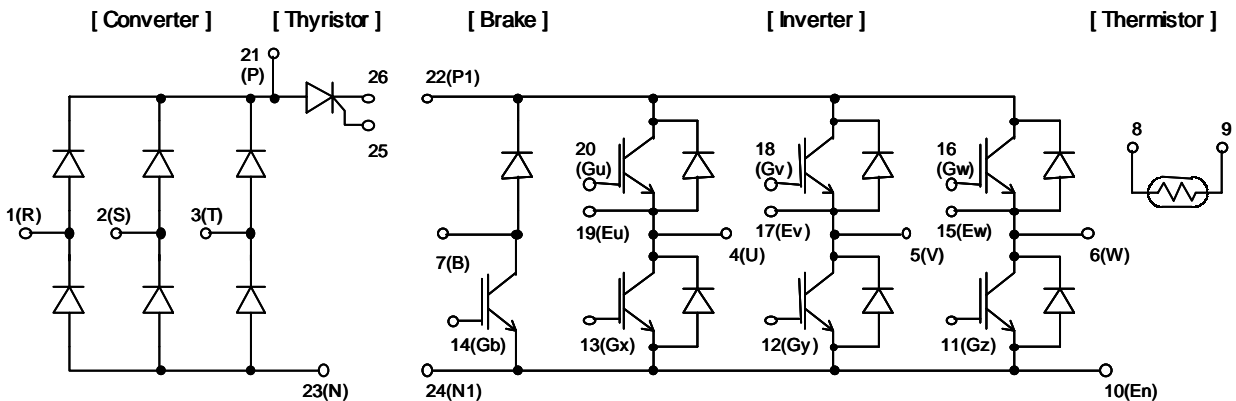 [ Converter ] [ Thyristor ] [ Brake ] [ Inverter ] [ Thermistor ]
21
(P)
26
22(P1)
25
20
(Gu)
18
(Gv)
16
(Gw)
8
9
1(R)
2(S)
3(T)
19(Eu)
17(Ev)
15(Ew)
7(B)
4(U)
5(V)
6(W)
14(Gb)
13(Gx)
12(Gy)
11(Gz)
23(N)
24(N1)
10(En)